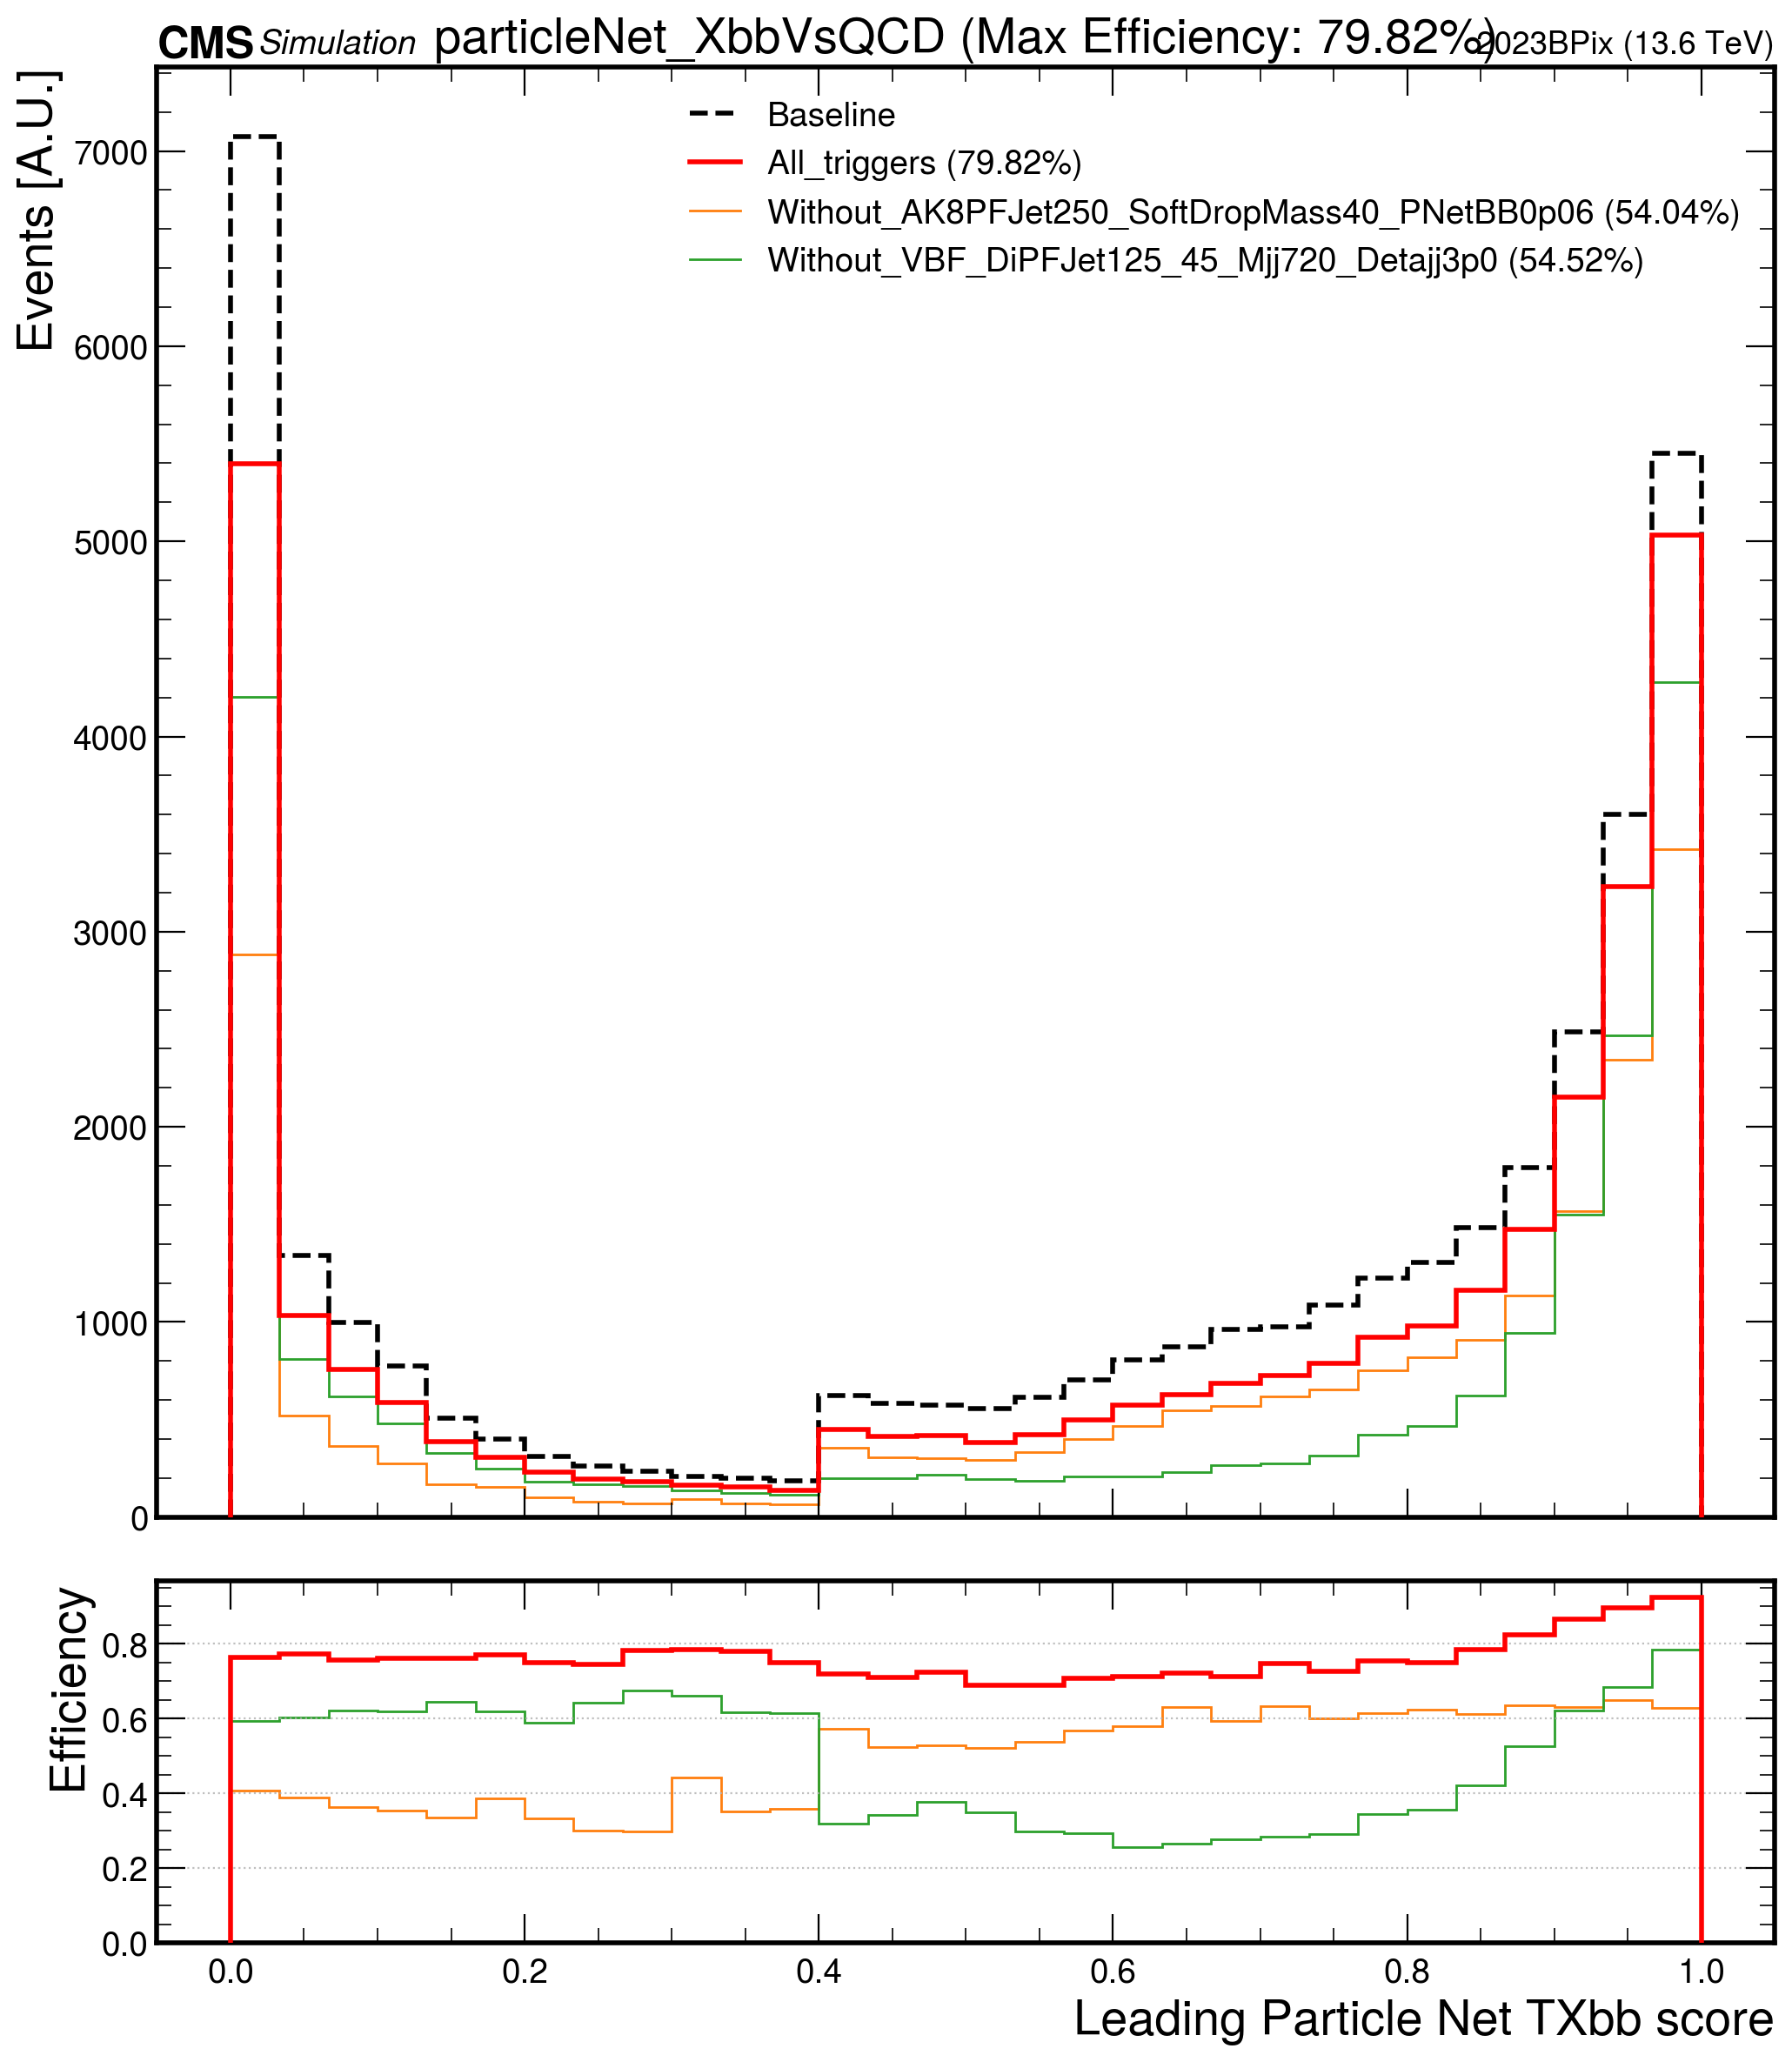 CMS Simulation particleNet_XbbVsQCD (Max Efficiency: 79.82%) 2023BPix (13.6 TeV)
Events [A.U.]
Baseline
All_triggers (79.82%)
Without_AK8PFJet250_SoftDropMass40_PNetBB0p06 (54.04%)
Without_VBF_DiPFJet125_45_Mjj720_Detajj3p0 (54.52%)
7000
6000
5000
4000
3000
2000
1000
0
Efficiency
0.8
0.6
0.4
0.2
0.0
0.0 0.2 0.4 0.6 0.8 1.0
Leading Particle Net TXbb score